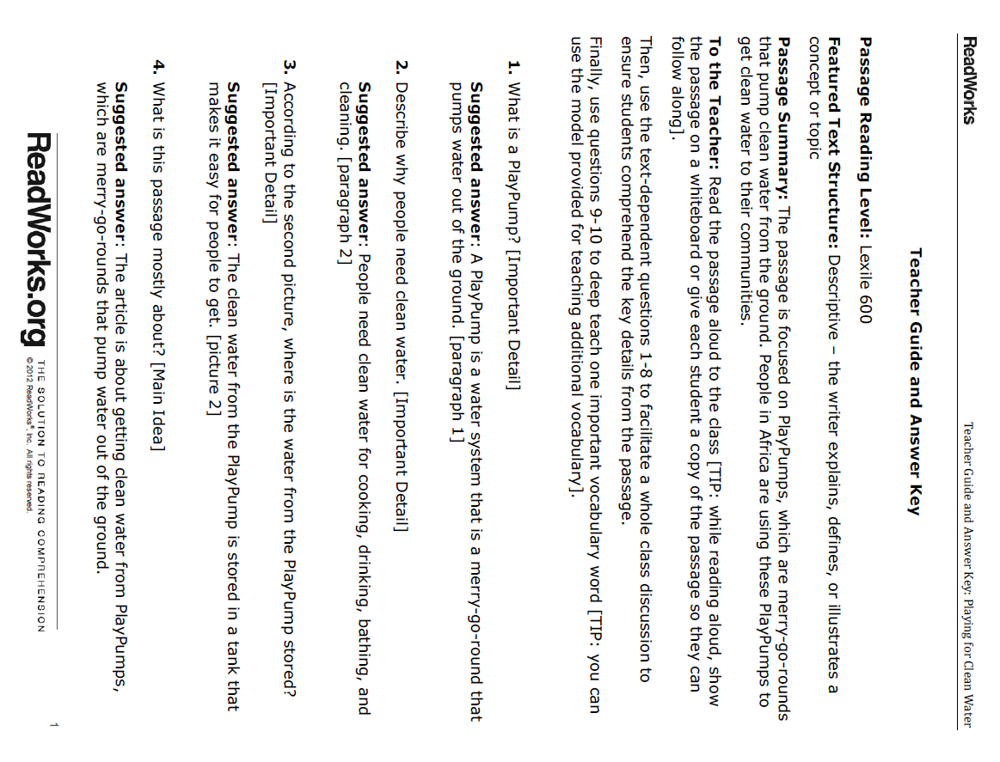 ReadWorks Teacher Guide and Answer Key: Playing for Clean Water
Teacher Guide and Answer Key
Passage Reading Level: Lexile 600
Featured Text Structure: Descriptive – the writer explains, defines, or illustrates a
concept or topic
Passage Summary: The passage is focused on PlayPumps, which are merry-go-rounds
that pump clean water from the ground. People in Africa are using these PlayPumps to
get clean water to their communities.
To the Teacher: Read the passage aloud to the class [TIP: while reading aloud, show
the passage on a whiteboard or give each student a copy of the passage so they can
follow along].
Then, use the text-dependent questions 1-8 to facilitate a whole class discussion to
ensure students comprehend the key details from the passage.
Finally, use questions 9-10 to deep teach one important vocabulary word [TIP: you can
use the model provided for teaching additional vocabulary].
1. What is a PlayPump? [Important Detail]
Suggested answer: A PlayPump is a water system that is a merry-go-round that
pumps water out of the ground. [paragraph 1]
2. Describe why people need clean water. [Important Detail]
Suggested answer: People need clean water for cooking, drinking, bathing, and
cleaning. [paragraph 2]
3. According to the second picture, where is the water from the PlayPump stored?
[Important Detail]
Suggested answer: The clean water from the PlayPump is stored in a tank that
makes it easy for people to get. [picture 2]
4. What is this passage mostly about? [Main Idea]
Suggested answer: The article is about getting clean water from PlayPumps,
which are merry-go-rounds that pump water out of the ground.
1
ReadWorks.org THE SOLUTION TO READING COMPREHENSION
© 2012 ReadWorks®, Inc. All rights reserved.